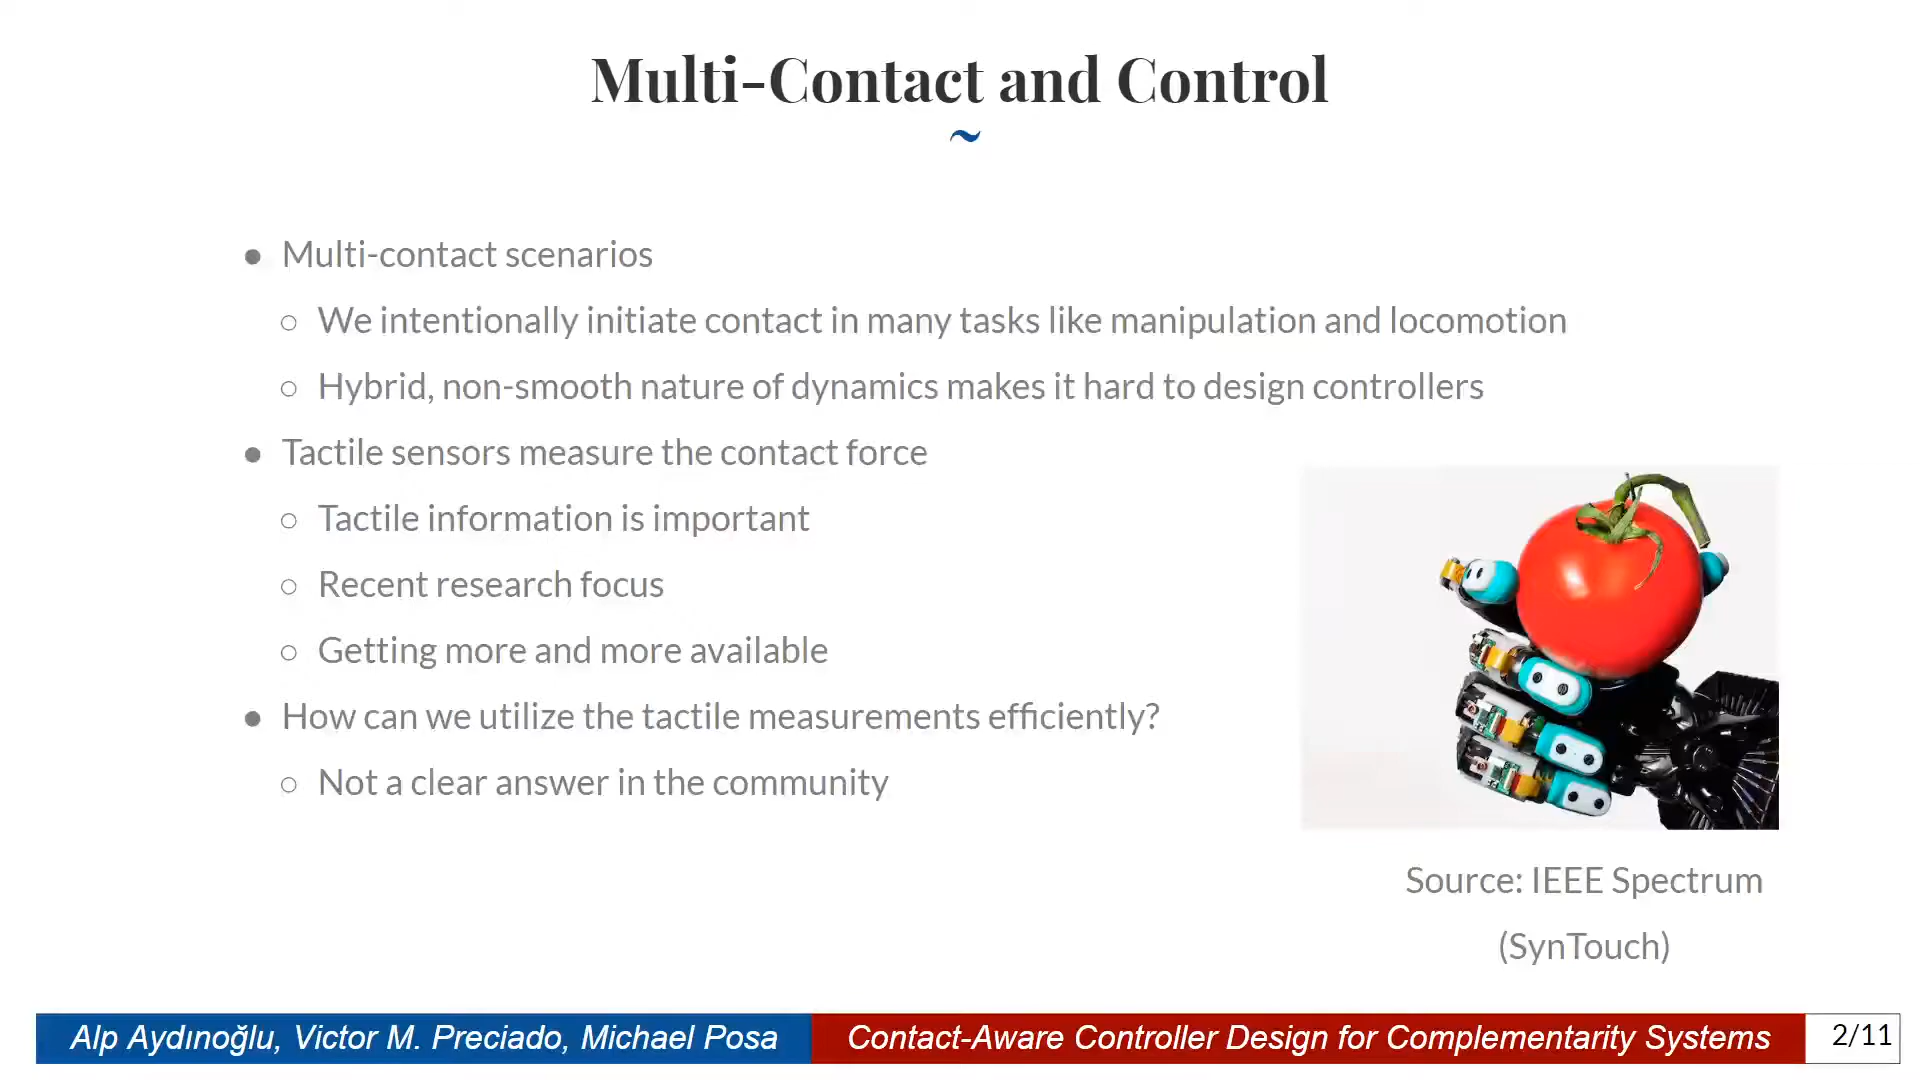 Multi-Contact and Control
~
● Multi-contact scenarios
○ We intentionally initiate contact in many tasks like manipulation and locomotion
○ Hybrid, non-smooth nature of dynamics makes it hard to design controllers
● Tactile sensors measure the contact force
○ Tactile information is important
○ Recent research focus
○ Getting more and more available
● How can we utilize the tactile measurements efficiently?
○ Not a clear answer in the community
Source: IEEE Spectrum
(SynTouch)
Alp Aydınoğlu, Victor M. Preciado, Michael Posa
Contact-Aware Controller Design for Complementarity Systems
2/11